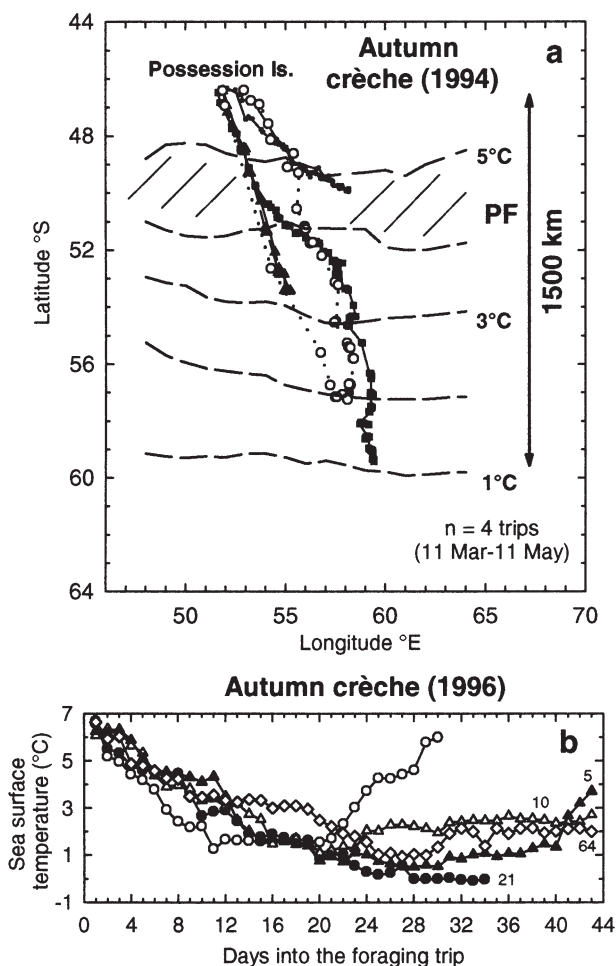 44
48
52
56
60
64
Latitude °S
Possession Is.
Autumn
crèche (1994)
a
5°C
PF
3°C
1°C
1500 km
n = 4 trips
(11 Mar-11 May)
50
55
60
65
70
Longitude °E
Autumn crèche (1996)
b
7
5
3
1
-1
Sea surface
temperature (°C)
5
10
64
21
0
4
8
12
16
20
24
28
32
36
40
44
Days into the foraging trip